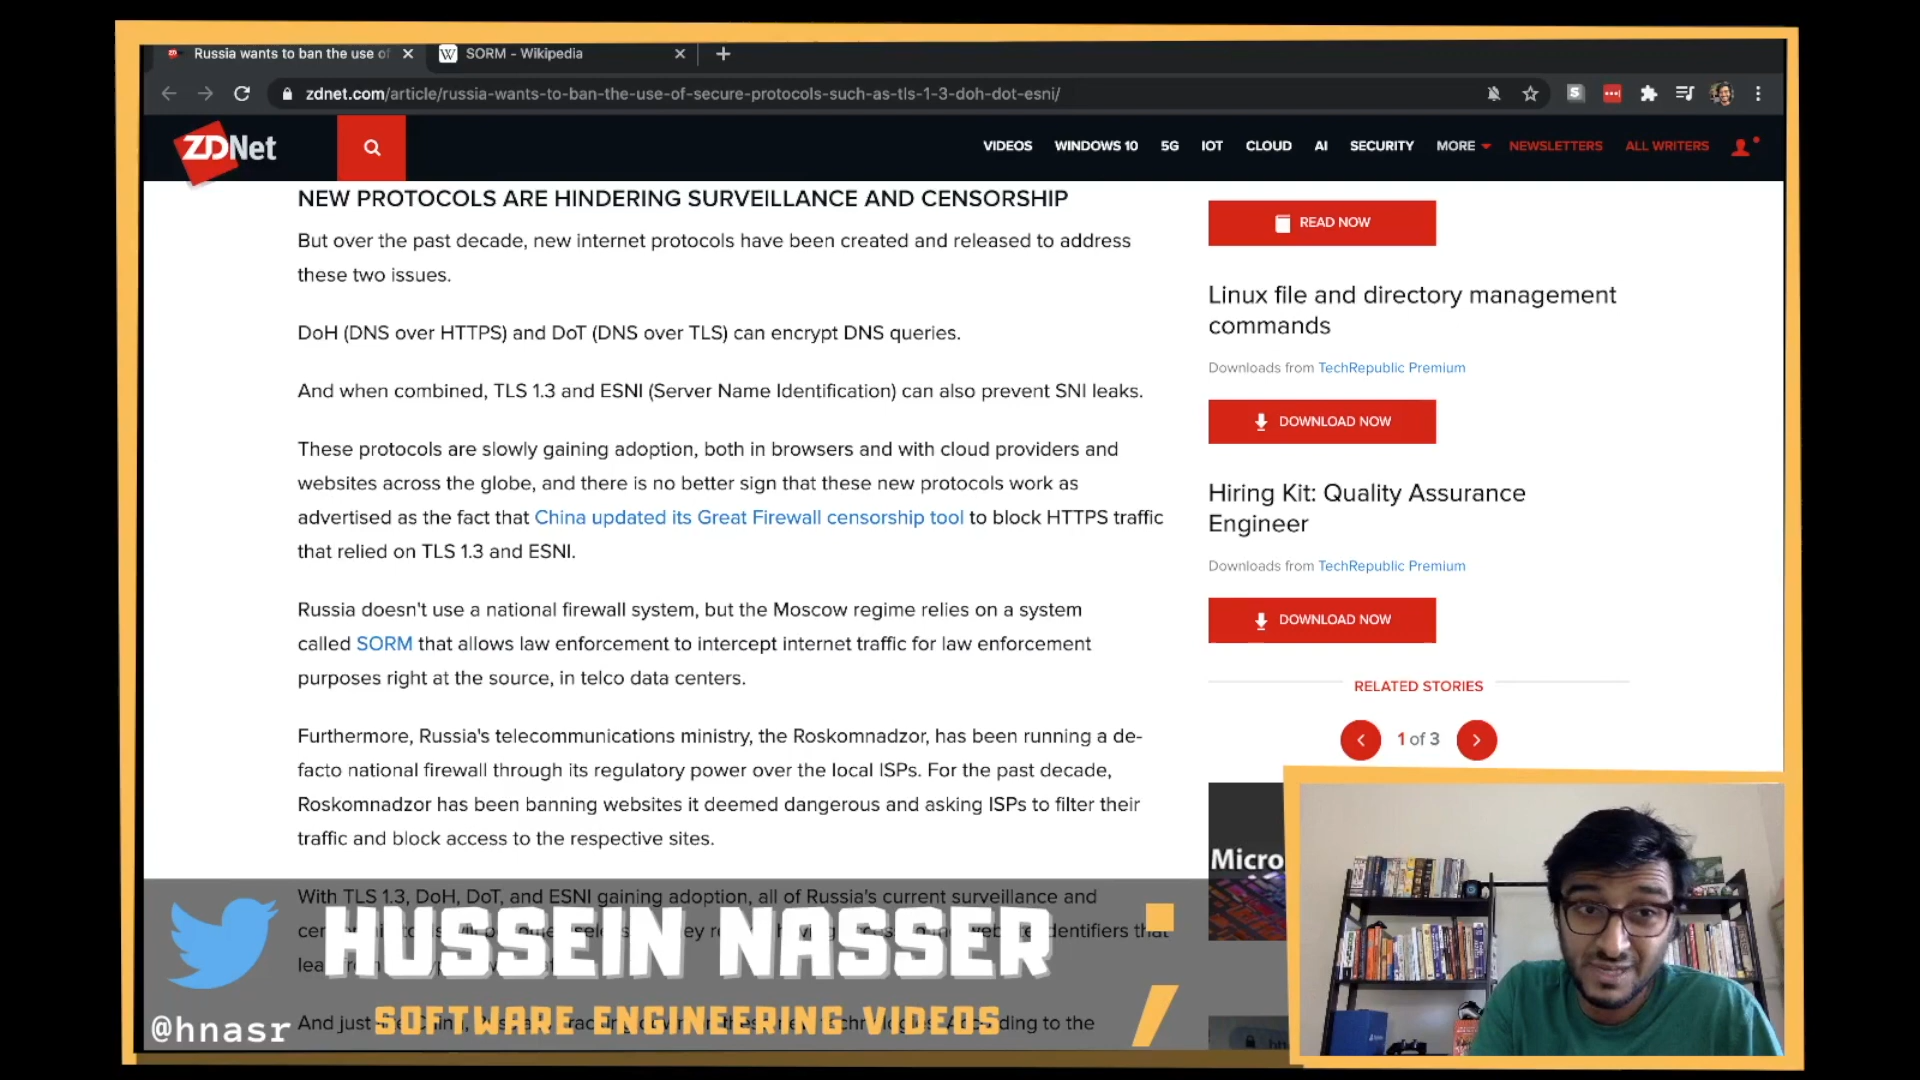 Russia wants to ban the use of
SORM - Wikipedia
zdnet.com/article/russia-wants-to-ban-the-use-of-secure-protocols-such-as-tls-1-3-doh-dot-esni/
ZDNet
VIDEOS WINDOWS 10 5G IOT CLOUD AI SECURITY MORE NEWSLETTERS ALL WRITERS
NEW PROTOCOLS ARE HINDERING SURVEILLANCE AND CENSORSHIP
But over the past decade, new internet protocols have been created and released to address
these two issues.
DoH (DNS over HTTPS) and DoT (DNS over TLS) can encrypt DNS queries.
And when combined, TLS 1.3 and ESNI (Server Name Identification) can also prevent SNI leaks.
These protocols are slowly gaining adoption, both in browsers and with cloud providers and
websites across the globe, and there is no better sign that these new protocols work as
advertised as the fact that China updated its Great Firewall censorship tool to block HTTPS traffic
that relied on TLS 1.3 and ESNI.
Russia doesn't use a national firewall system, but the Moscow regime relies on a system
called SORM that allows law enforcement to intercept internet traffic for law enforcement
purposes right at the source, in telco data centers.
Furthermore, Russia's telecommunications ministry, the Roskomnadzor, has been running a de-
facto national firewall through its regulatory power over the local ISPs. For the past decade,
Roskomnadzor has been banning websites it deemed dangerous and asking ISPs to filter their
traffic and block access to the respective sites.
With TLS 1.3, DoH, DoT, and ESNI gaining adoption, all of Russia's current surveillance and
READ NOW
Linux file and directory management
commands
Downloads from TechRepublic Premium
DOWNLOAD NOW
Hiring Kit: Quality Assurance
Engineer
Downloads from TechRepublic Premium
DOWNLOAD NOW
RELATED STORIES
1 of 3
Micro
HUSSEIN NASSER
SOFTWARE ENGINEERING VIDEOS
@hnasr
And just
to the